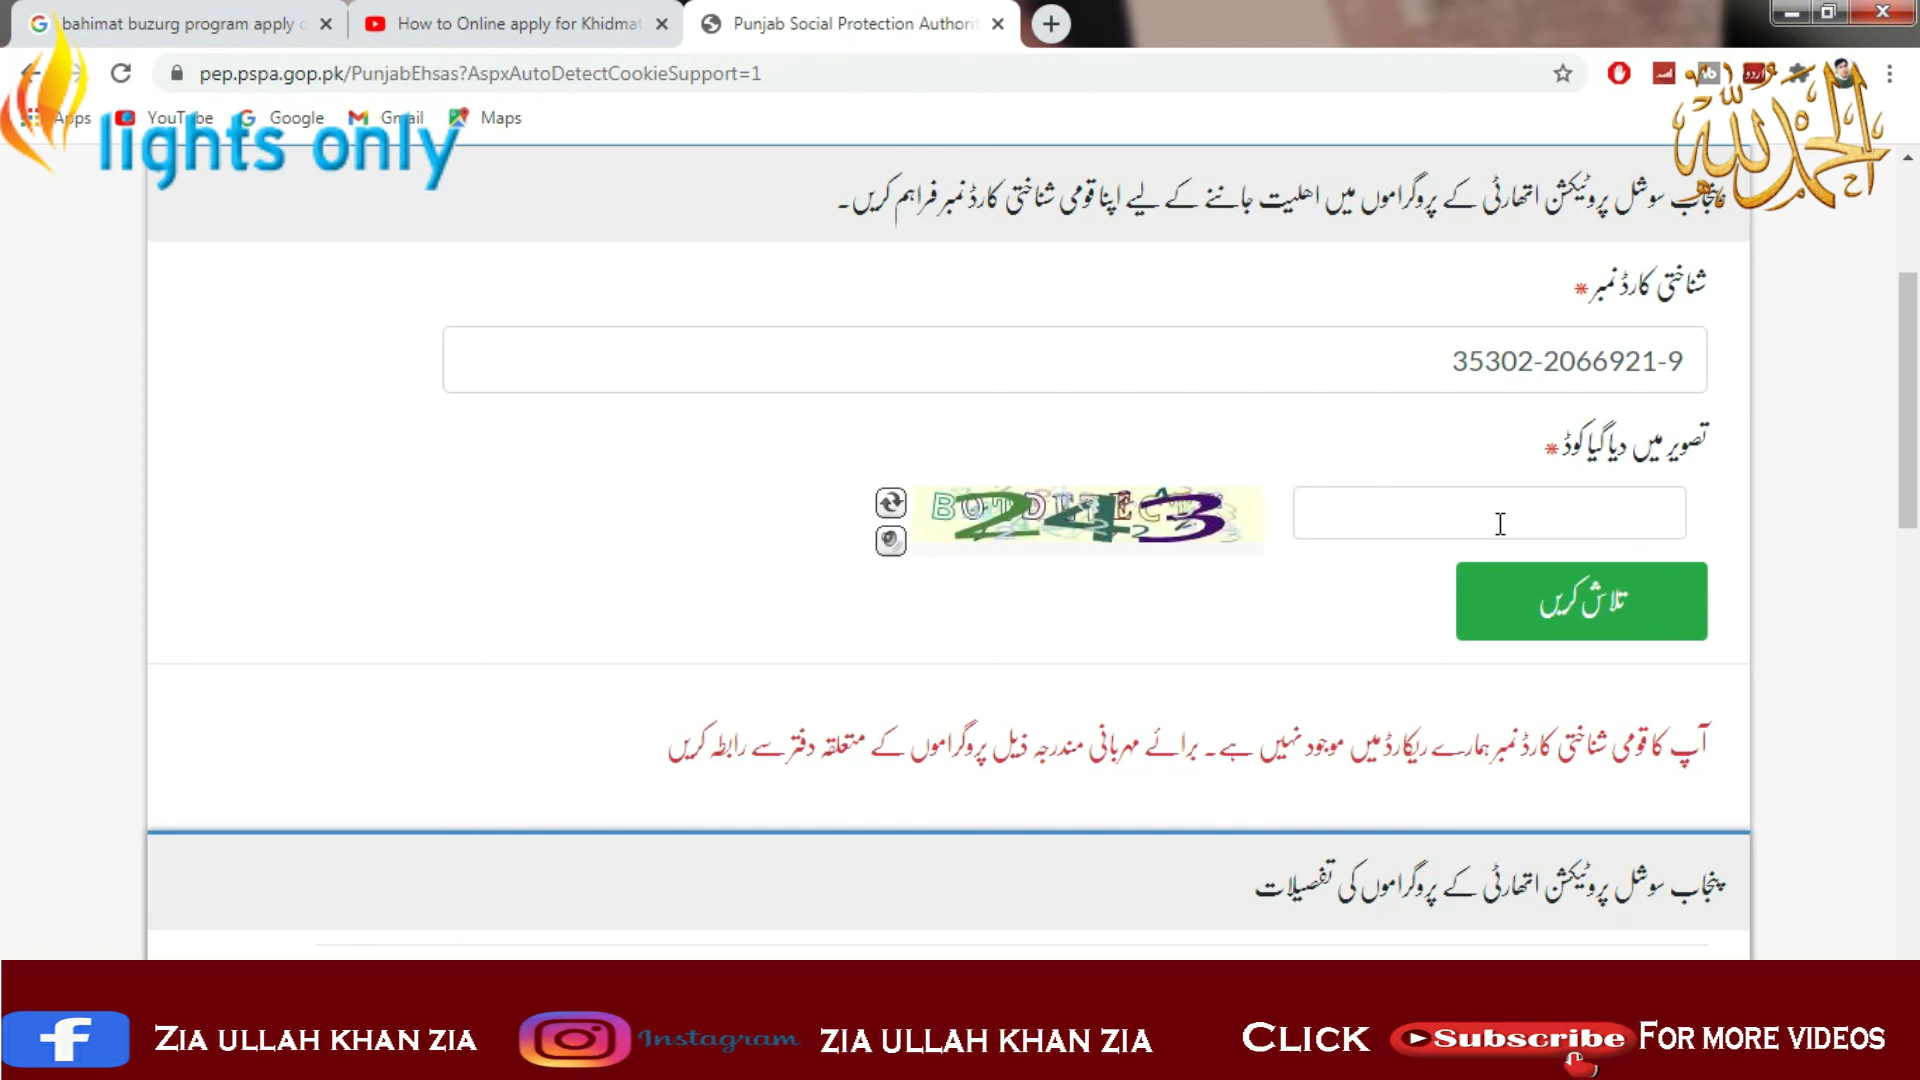 bahimat buzurg program apply
How to Online apply for Khidmat
Punjab Social Protection Authorit
pep.pspa.gop.pk/PunjabEhsas?AspxAutoDetectCookieSupport=1
Apps YouTube Google Gmail Maps
lights only
الحمدللہ
پنجاب سوشل پروٹیکشن اتھارٹی کے پروگراموں میں اھلیت جاننے کے لیے اپنا قومی شناختی کارڈ نمبر فراہم کریں۔
شناختی کارڈ نمبر *
35302-2066921-9
تصویر میں دیا گیا کوڈ *
BOTDETECT
243
تلاش کریں
آپ کا قومی شناختی کارڈ نمبر ہمارے ریکارڈ میں موجود نہیں ہے۔ برائے مہربانی مندرجہ ذیل پروگراموں کے متعلقہ دفتر سے رابطہ کریں
پنجاب سوشل پروٹیکشن اتھارٹی کے پروگراموں کی تفصیلات
ZIA ULLAH KHAN ZIA Instagram ZIA ULLAH KHAN ZIA CLICK Subscribe FOR MORE VIDEOS